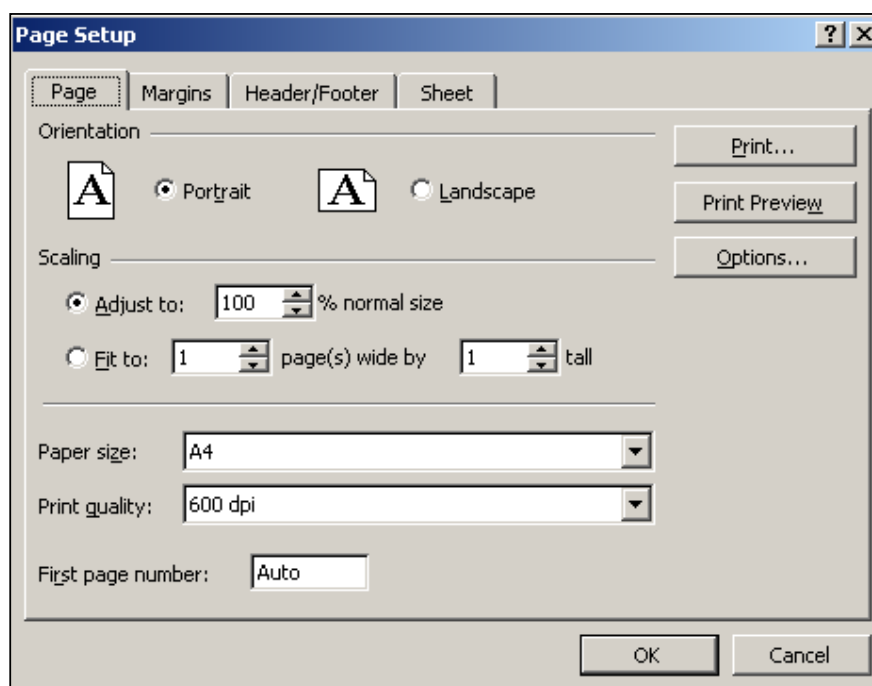 Page Setup
Page Margins Header/Footer Sheet
Orientation
Print...
A Portrait A Landscape
Print Preview
Scaling
Options...
Adjust to: 100 % normal size
Fit to: 1 page(s) wide by 1 tall
Paper size: A4
Print quality: 600 dpi
First page number: Auto
OK Cancel